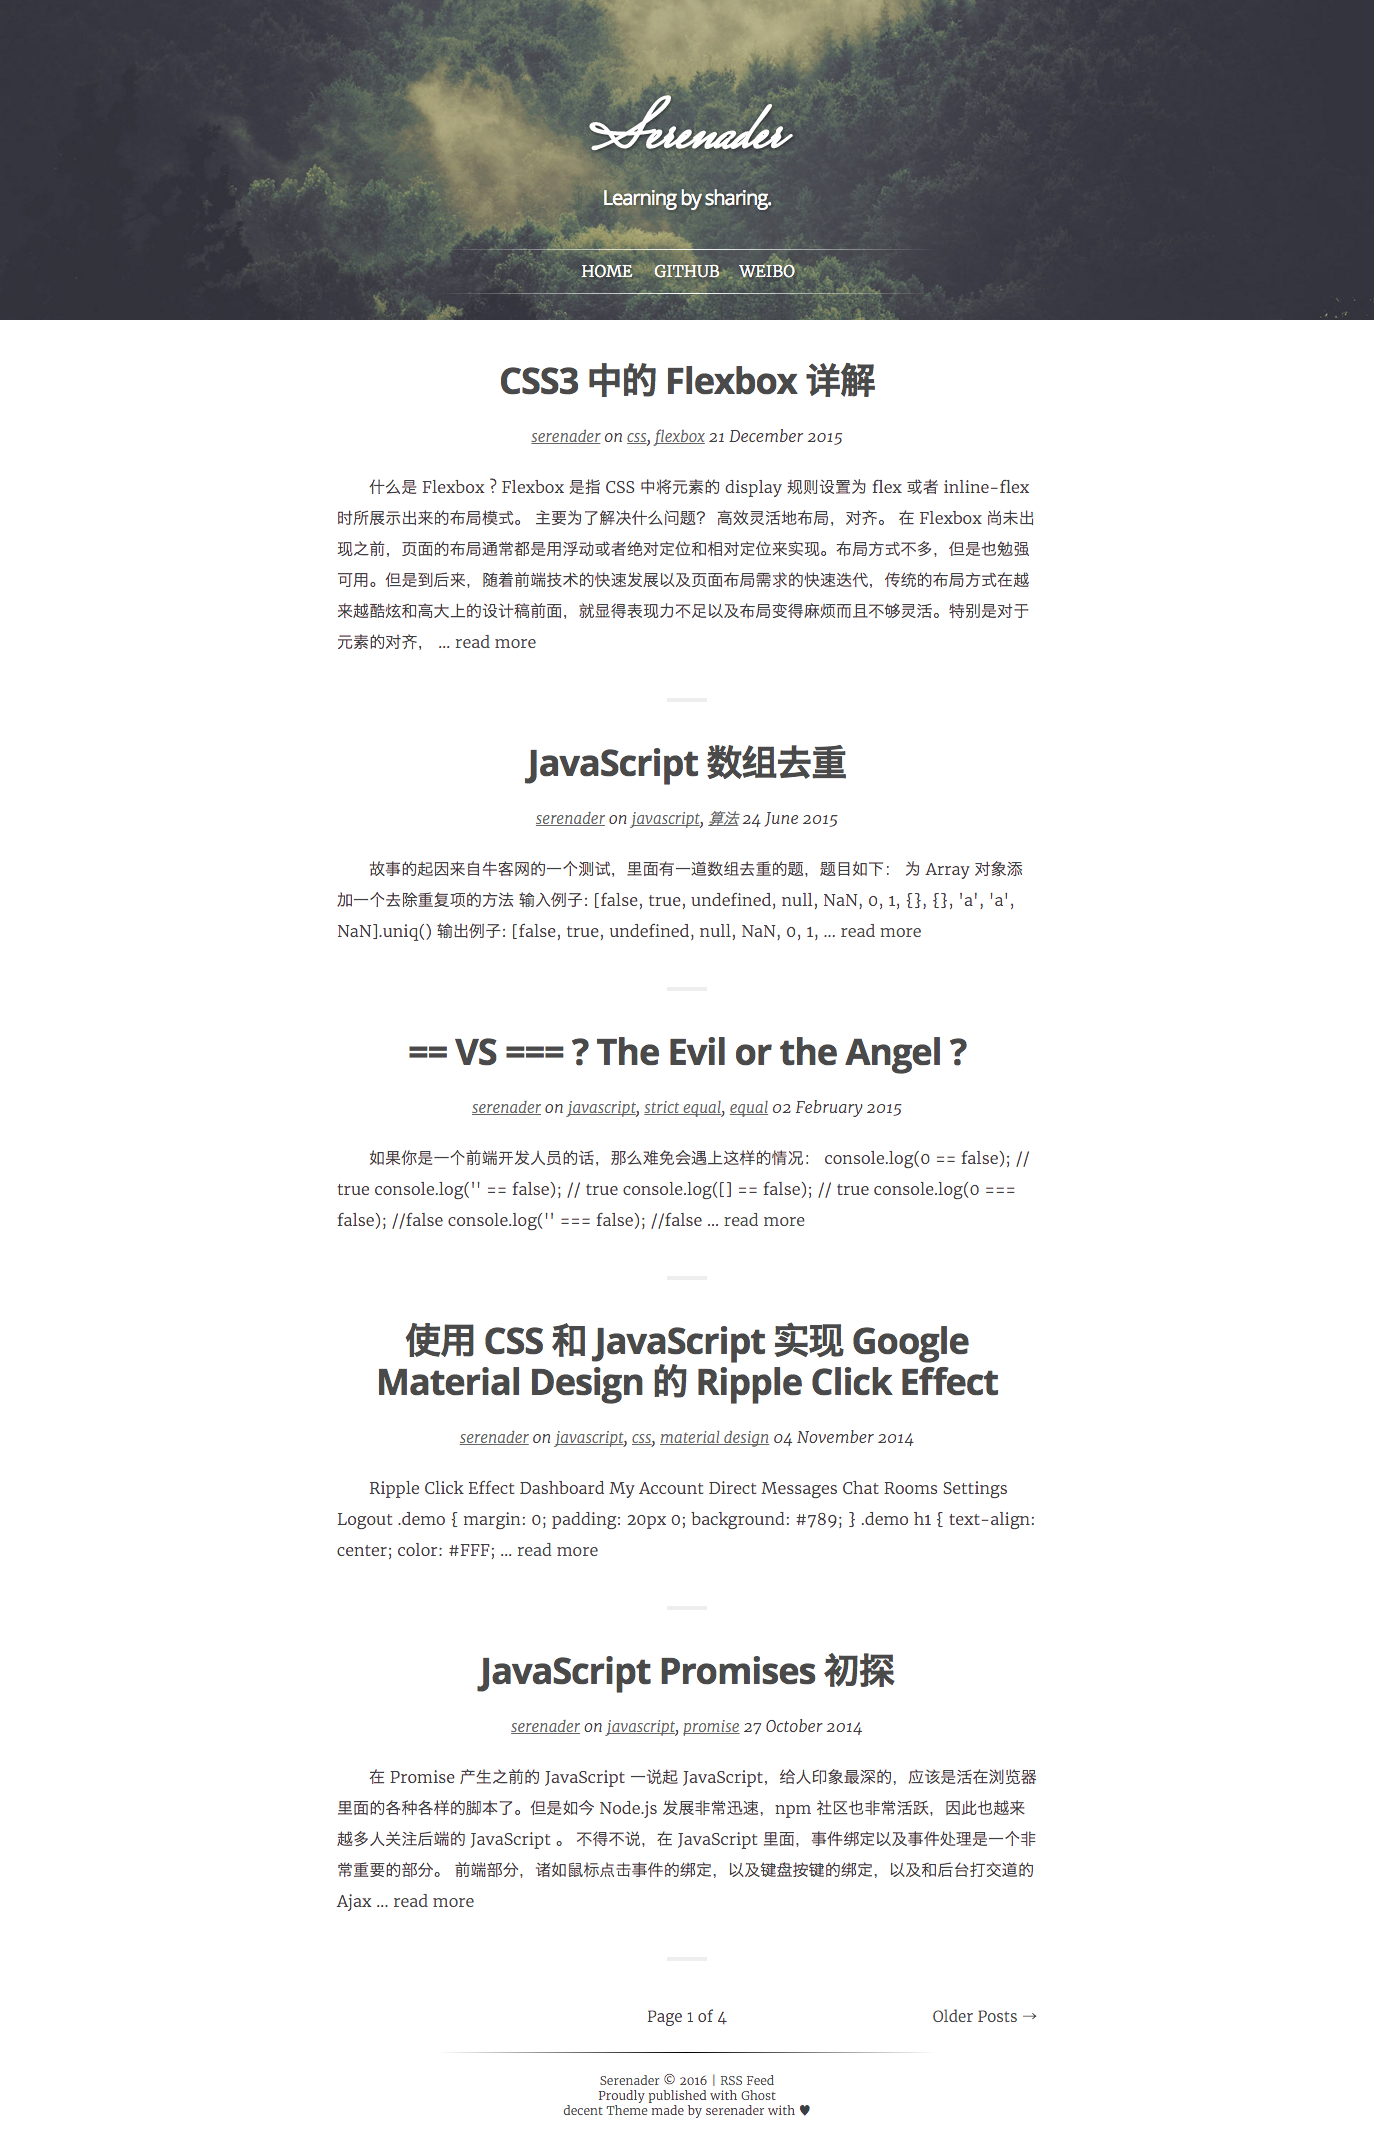 Serenader
Learning by sharing.
HOME GITHUB WEIBO
CSS3 中的 Flexbox 详解
serenader on css, flexbox 21 December 2015
什么是 Flexbox ? Flexbox 是指 CSS 中将元素的 display 规则设置为 flex 或者 inline-flex
时所展示出来的布局模式。 主要为了解决什么问题？ 高效灵活地布局，对齐。 在 Flexbox 尚未出
现之前，页面的布局通常都是用浮动或者绝对定位和相对定位来实现。布局方式不多，但是也勉强
可用。但是到后来，随着前端技术的快速发展以及页面布局需求的快速迭代，传统的布局方式在越
来越酷炫和高大上的设计稿前面，就显得表现力不足以及布局变得麻烦而且不够灵活。特别是对于
元素的对齐， ... read more
JavaScript 数组去重
serenader on javascript, 算法 24 June 2015
故事的起因来自牛客网的一个测试，里面有一道数组去重的题，题目如下： 为 Array 对象添
加一个去除重复项的方法 输入例子: [false, true, undefined, null, NaN, 0, 1, {}, {}, 'a', 'a',
NaN].uniq() 输出例子: [false, true, undefined, null, NaN, 0, 1, ... read more
== VS === ? The Evil or the Angel ?
serenader on javascript, strict equal, equal 02 February 2015
如果你是一个前端开发人员的话，那么难免会遇上这样的情况： console.log(0 == false); //
true console.log('' == false); // true console.log([] == false); // true console.log(0 ===
false); //false console.log('' === false); //false ... read more
使用 CSS 和 JavaScript 实现 Google
Material Design 的 Ripple Click Effect
serenader on javascript, css, material design 04 November 2014
Ripple Click Effect Dashboard My Account Direct Messages Chat Rooms Settings
Logout .demo { margin: 0; padding: 20px 0; background: #789; } .demo h1 { text-align:
center; color: #FFF; ... read more
JavaScript Promises 初探
serenader on javascript, promise 27 October 2014
在 Promise 产生之前的 JavaScript 一说起 JavaScript，给人印象最深的，应该是活在浏览器
里面的各种各样的脚本了。但是如今 Node.js 发展非常迅速，npm 社区也非常活跃，因此也越来
越多人关注后端的 JavaScript 。 不得不说，在 JavaScript 里面，事件绑定以及事件处理是一个非
常重要的部分。 前端部分，诸如鼠标点击事件的绑定，以及键盘按键的绑定，以及和后台打交道的
Ajax ... read more
Page 1 of 4
Older Posts →
Serenader © 2016 | RSS Feed
Proudly published with Ghost
decent Theme made by serenader with ♥